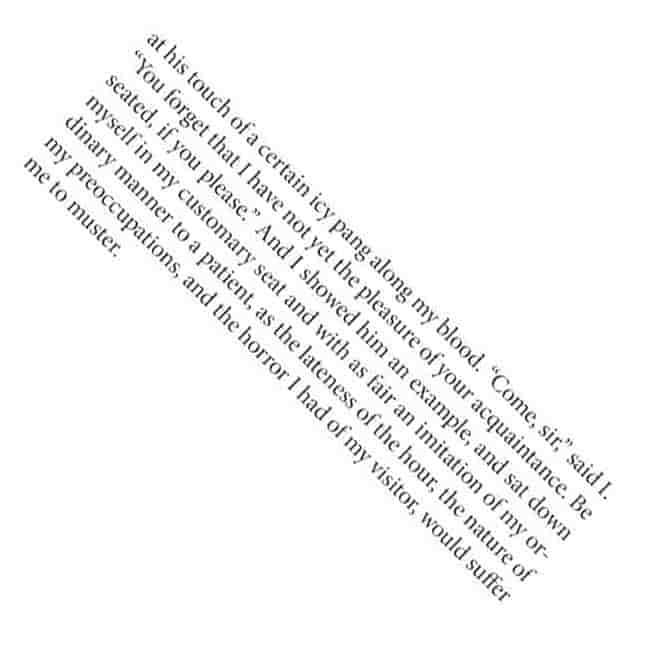 at his touch of a certain icy pang along my blood. “Come, sir,” said I.
“You forget that I have not yet the pleasure of your acquaintance. Be
seated, if you please.” And I showed him an example, and sat down
myself in my customary seat and with as fair an imitation of my or-
dinary manner to a patient, as the lateness of the hour, the nature of
my preoccupations, and the horror I had of my visitor, would suffer
me to muster.